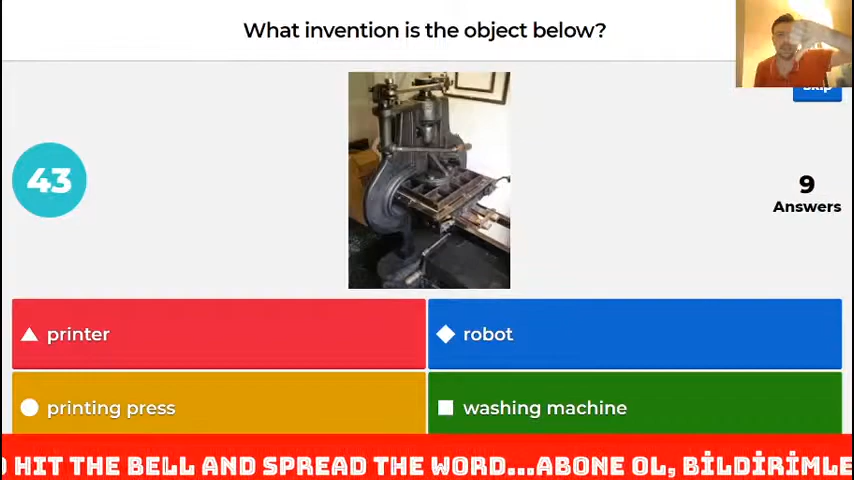 What invention is the object below?
43
9
Answers
printer
robot
printing press
washing machine
HIT THE BELL AND SPREAD THE WORD...ABONE OL, BİLDİRİMLE